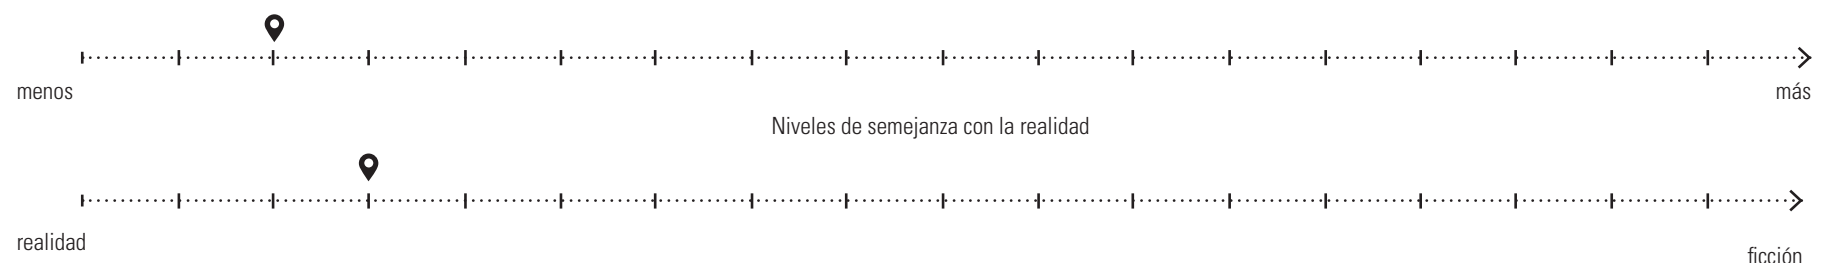 menos
más
Niveles de semejanza con la realidad
realidad
ficción